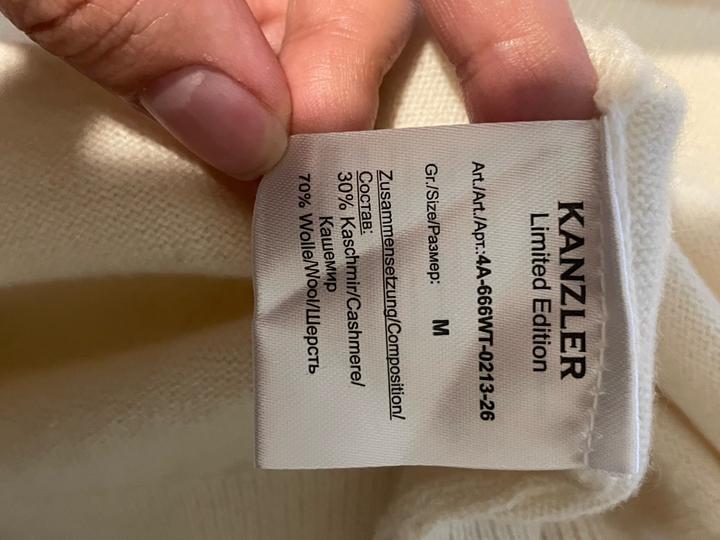 KANZLER
Limited Edition
Art./Art./Арт.:4A-666WT-0213-26
Gr./Size/Размер: M
Zusammensetzung/Composition/
Состав:
30% Kaschmir/Cashmere/
Кашемир
70% Wolle/Wool/Шерсть